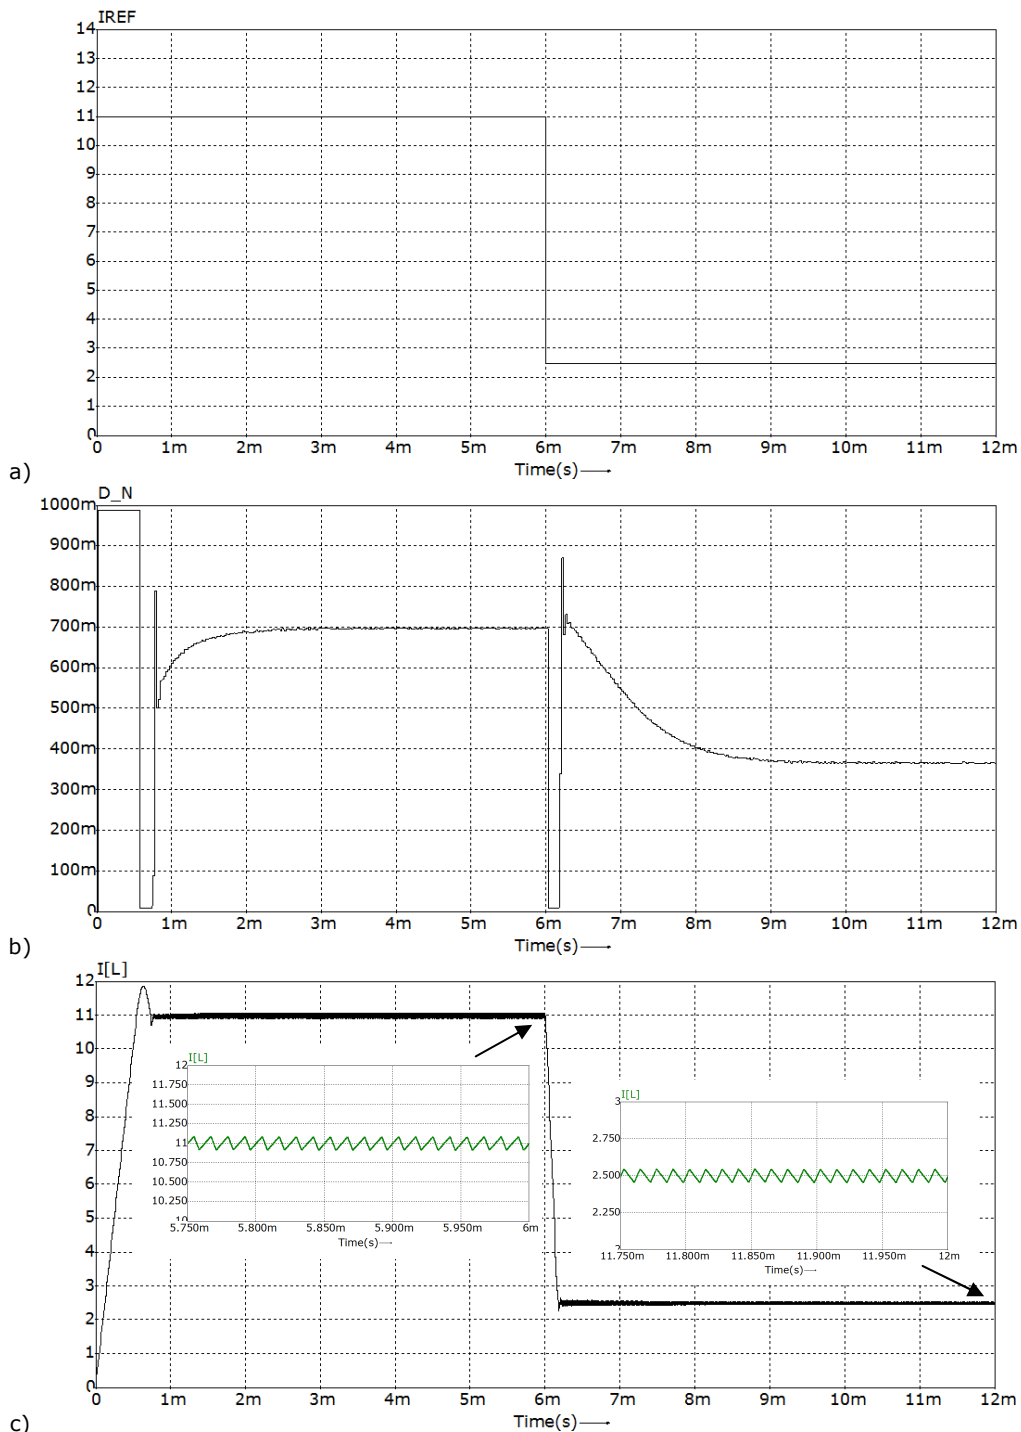 IREF
14
13
12
11
10
9
8
7
6
5
4
3
2
1
0
0 1m 2m 3m 4m 5m 6m 7m 8m 9m 10m 11m 12m
Time(s)
a)
D_N
1000m
900m
800m
700m
600m
500m
400m
300m
200m
100m
0
0 1m 2m 3m 4m 5m 6m 7m 8m 9m 10m 11m 12m
Time(s)
b)
I[L]
12
11
10
9
8
7
6
5
4
3
2
1
0
0 1m 2m 3m 4m 5m 6m 7m 8m 9m 10m 11m 12m
Time(s)
c)
I[L]
12
11.750
11.500
11.250
11
10.750
10.500
10.250
10
5.750m 5.800m 5.850m 5.900m 5.950m 6m
Time(s)
I[L]
3
2.750
2.500
2.250
2
11.750m 11.800m 11.850m 11.900m 11.950m 12m
Time(s)